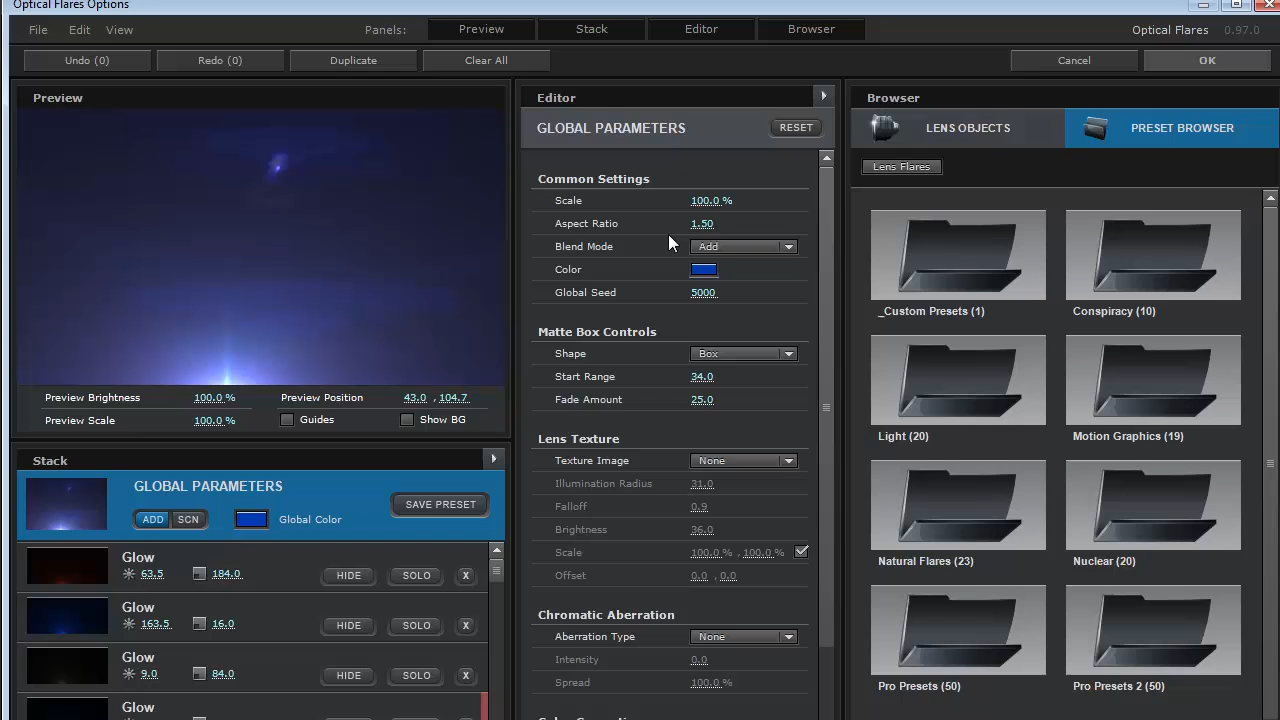 Optical Flares Options
File Edit View Panels: Preview Stack Editor Browser Optical Flares 0.97.0
Undo (0) Redo (0) Duplicate Clear All Cancel OK
Preview
Preview Brightness 100.0 % Preview Position 43.0 , 104.7
Preview Scale 100.0 % Guides Show BG
Stack
GLOBAL PARAMETERS
ADD SCN Global Color SAVE PRESET
Glow
63.5 184.0 HIDE SOLO X
Glow
163.5 16.0 HIDE SOLO X
Glow
9.0 84.0 HIDE SOLO X
Glow
Editor
GLOBAL PARAMETERS RESET
Common Settings
Scale 100.0 %
Aspect Ratio 1.50
Blend Mode Add
Color
Global Seed 5000
Matte Box Controls
Shape Box
Start Range 34.0
Fade Amount 25.0
Lens Texture
Texture Image None
Illumination Radius 31.0
Falloff 0.9
Brightness 36.0
Scale 100.0 % , 100.0 %
Offset 0.0 , 0.0
Chromatic Aberration
Aberration Type None
Intensity 0.0
Spread 100.0 %
Browser
LENS OBJECTS PRESET BROWSER
Lens Flares
_Custom Presets (1) Conspiracy (10)
Light (20) Motion Graphics (19)
Natural Flares (23) Nuclear (20)
Pro Presets (50) Pro Presets 2 (50)